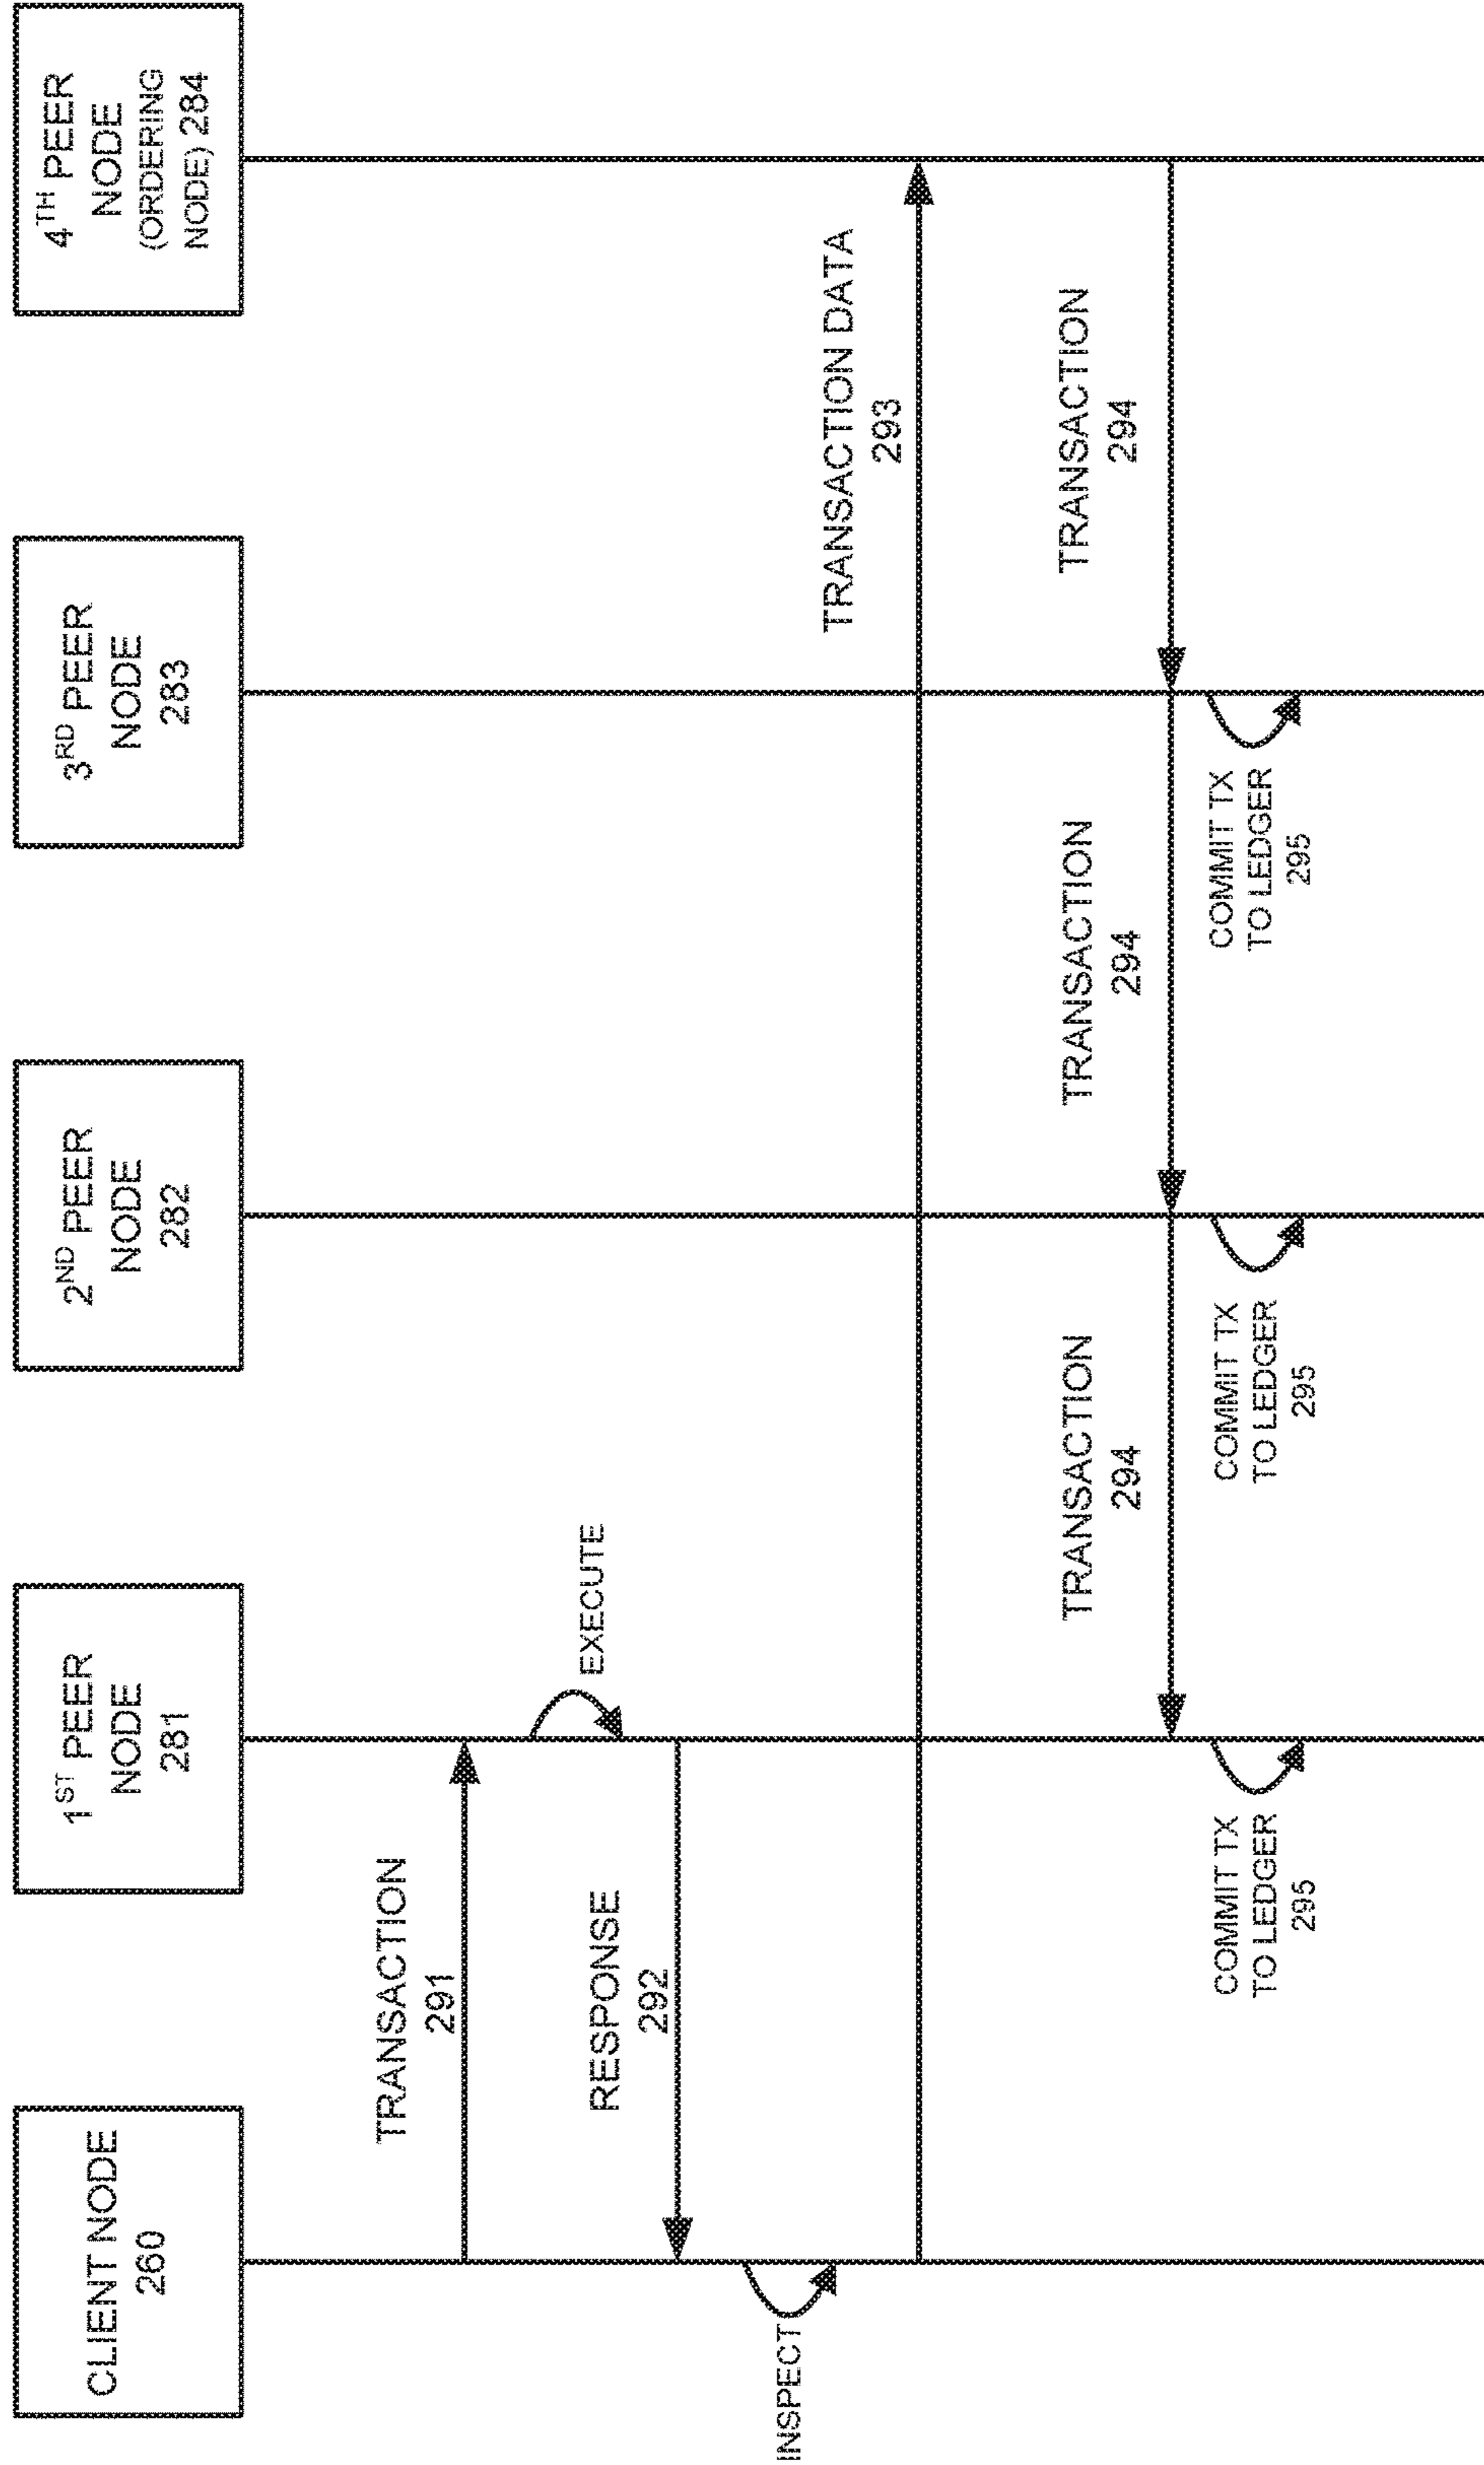 CLIENT NODE
260
1ST PEER
NODE
281
2ND PEER
NODE
282
3RD PEER
NODE
283
4TH PEER
NODE
(ORDERING
NODE) 284
TRANSACTION
291
EXECUTE
RESPONSE
292
INSPECT
TRANSACTION DATA
293
TRANSACTION
294
TRANSACTION
294
TRANSACTION
294
COMMIT TX
TO LEDGER
295
COMMIT TX
TO LEDGER
295
COMMIT TX
TO LEDGER
295